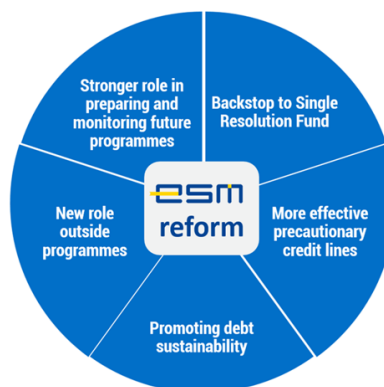 Stronger role in
preparing and
monitoring future
programmes
Backstop to Single
Resolution Fund
New role
outside
programmes
esm
reform
More effective
precautionary
credit lines
Promoting debt
sustainability